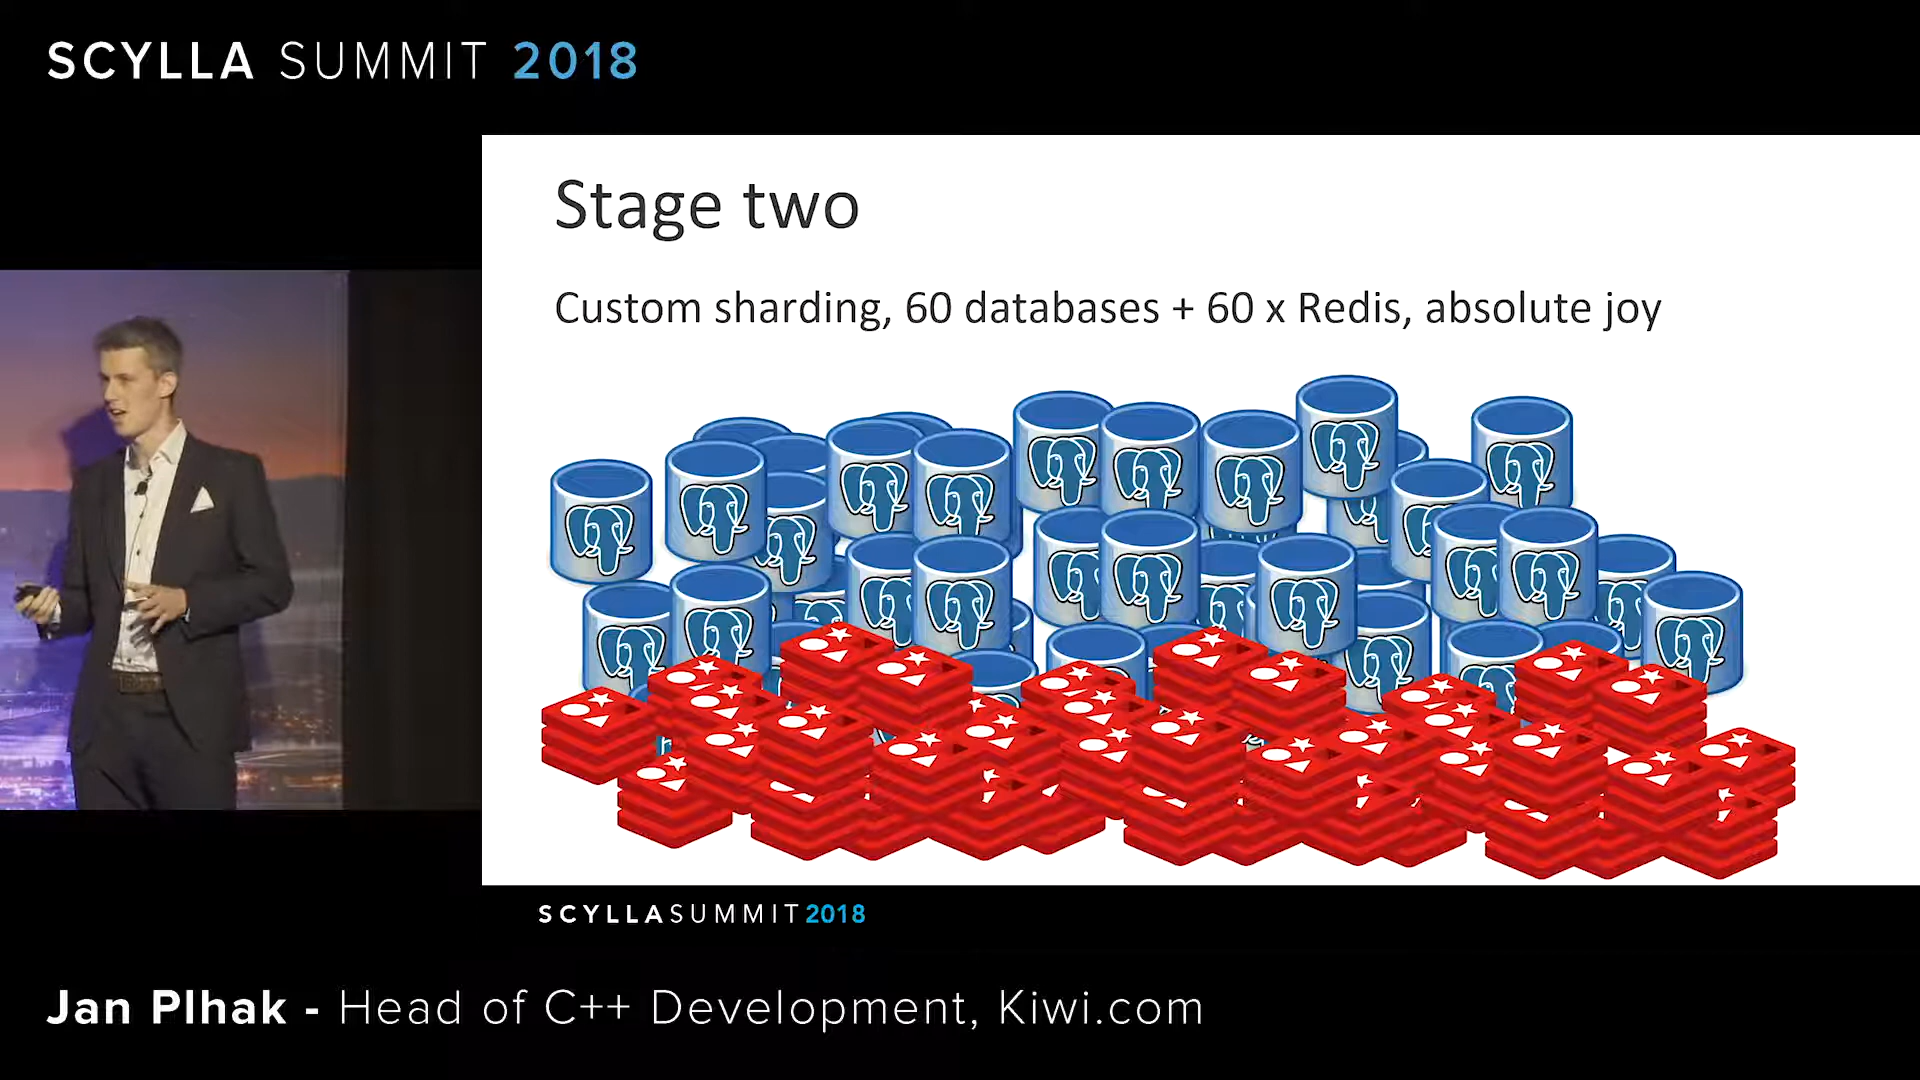 SCYLLA SUMMIT 2018
Stage two
Custom sharding, 60 databases + 60 x Redis, absolute joy
SCYLLASUMMIT2018
Jan Plhak - Head of C++ Development, Kiwi.com